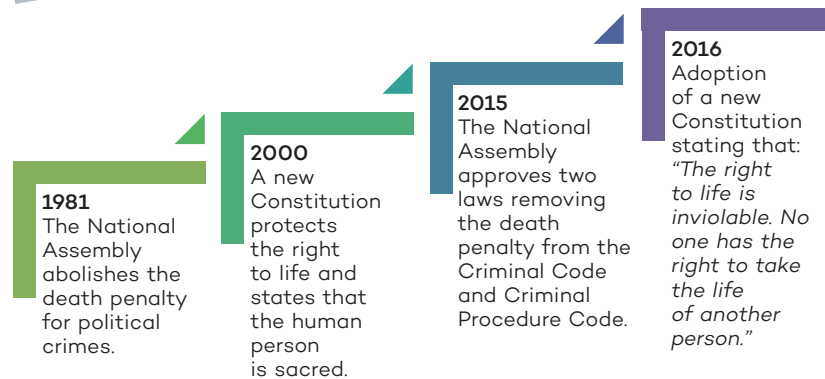 1981
The National
Assembly
abolishes the
death penalty
for political
crimes.
2000
A new
Constitution
protects
the right
to life and
states that
the human
person
is sacred.
2015
The National
Assembly
approves two
laws removing
the death
penalty from the
Criminal Code
and Criminal
Procedure Code.
2016
Adoption
of a new
Constitution
stating that:
“The right
to life is
inviolable. No
one has the
right to take
the life
of another
person.”